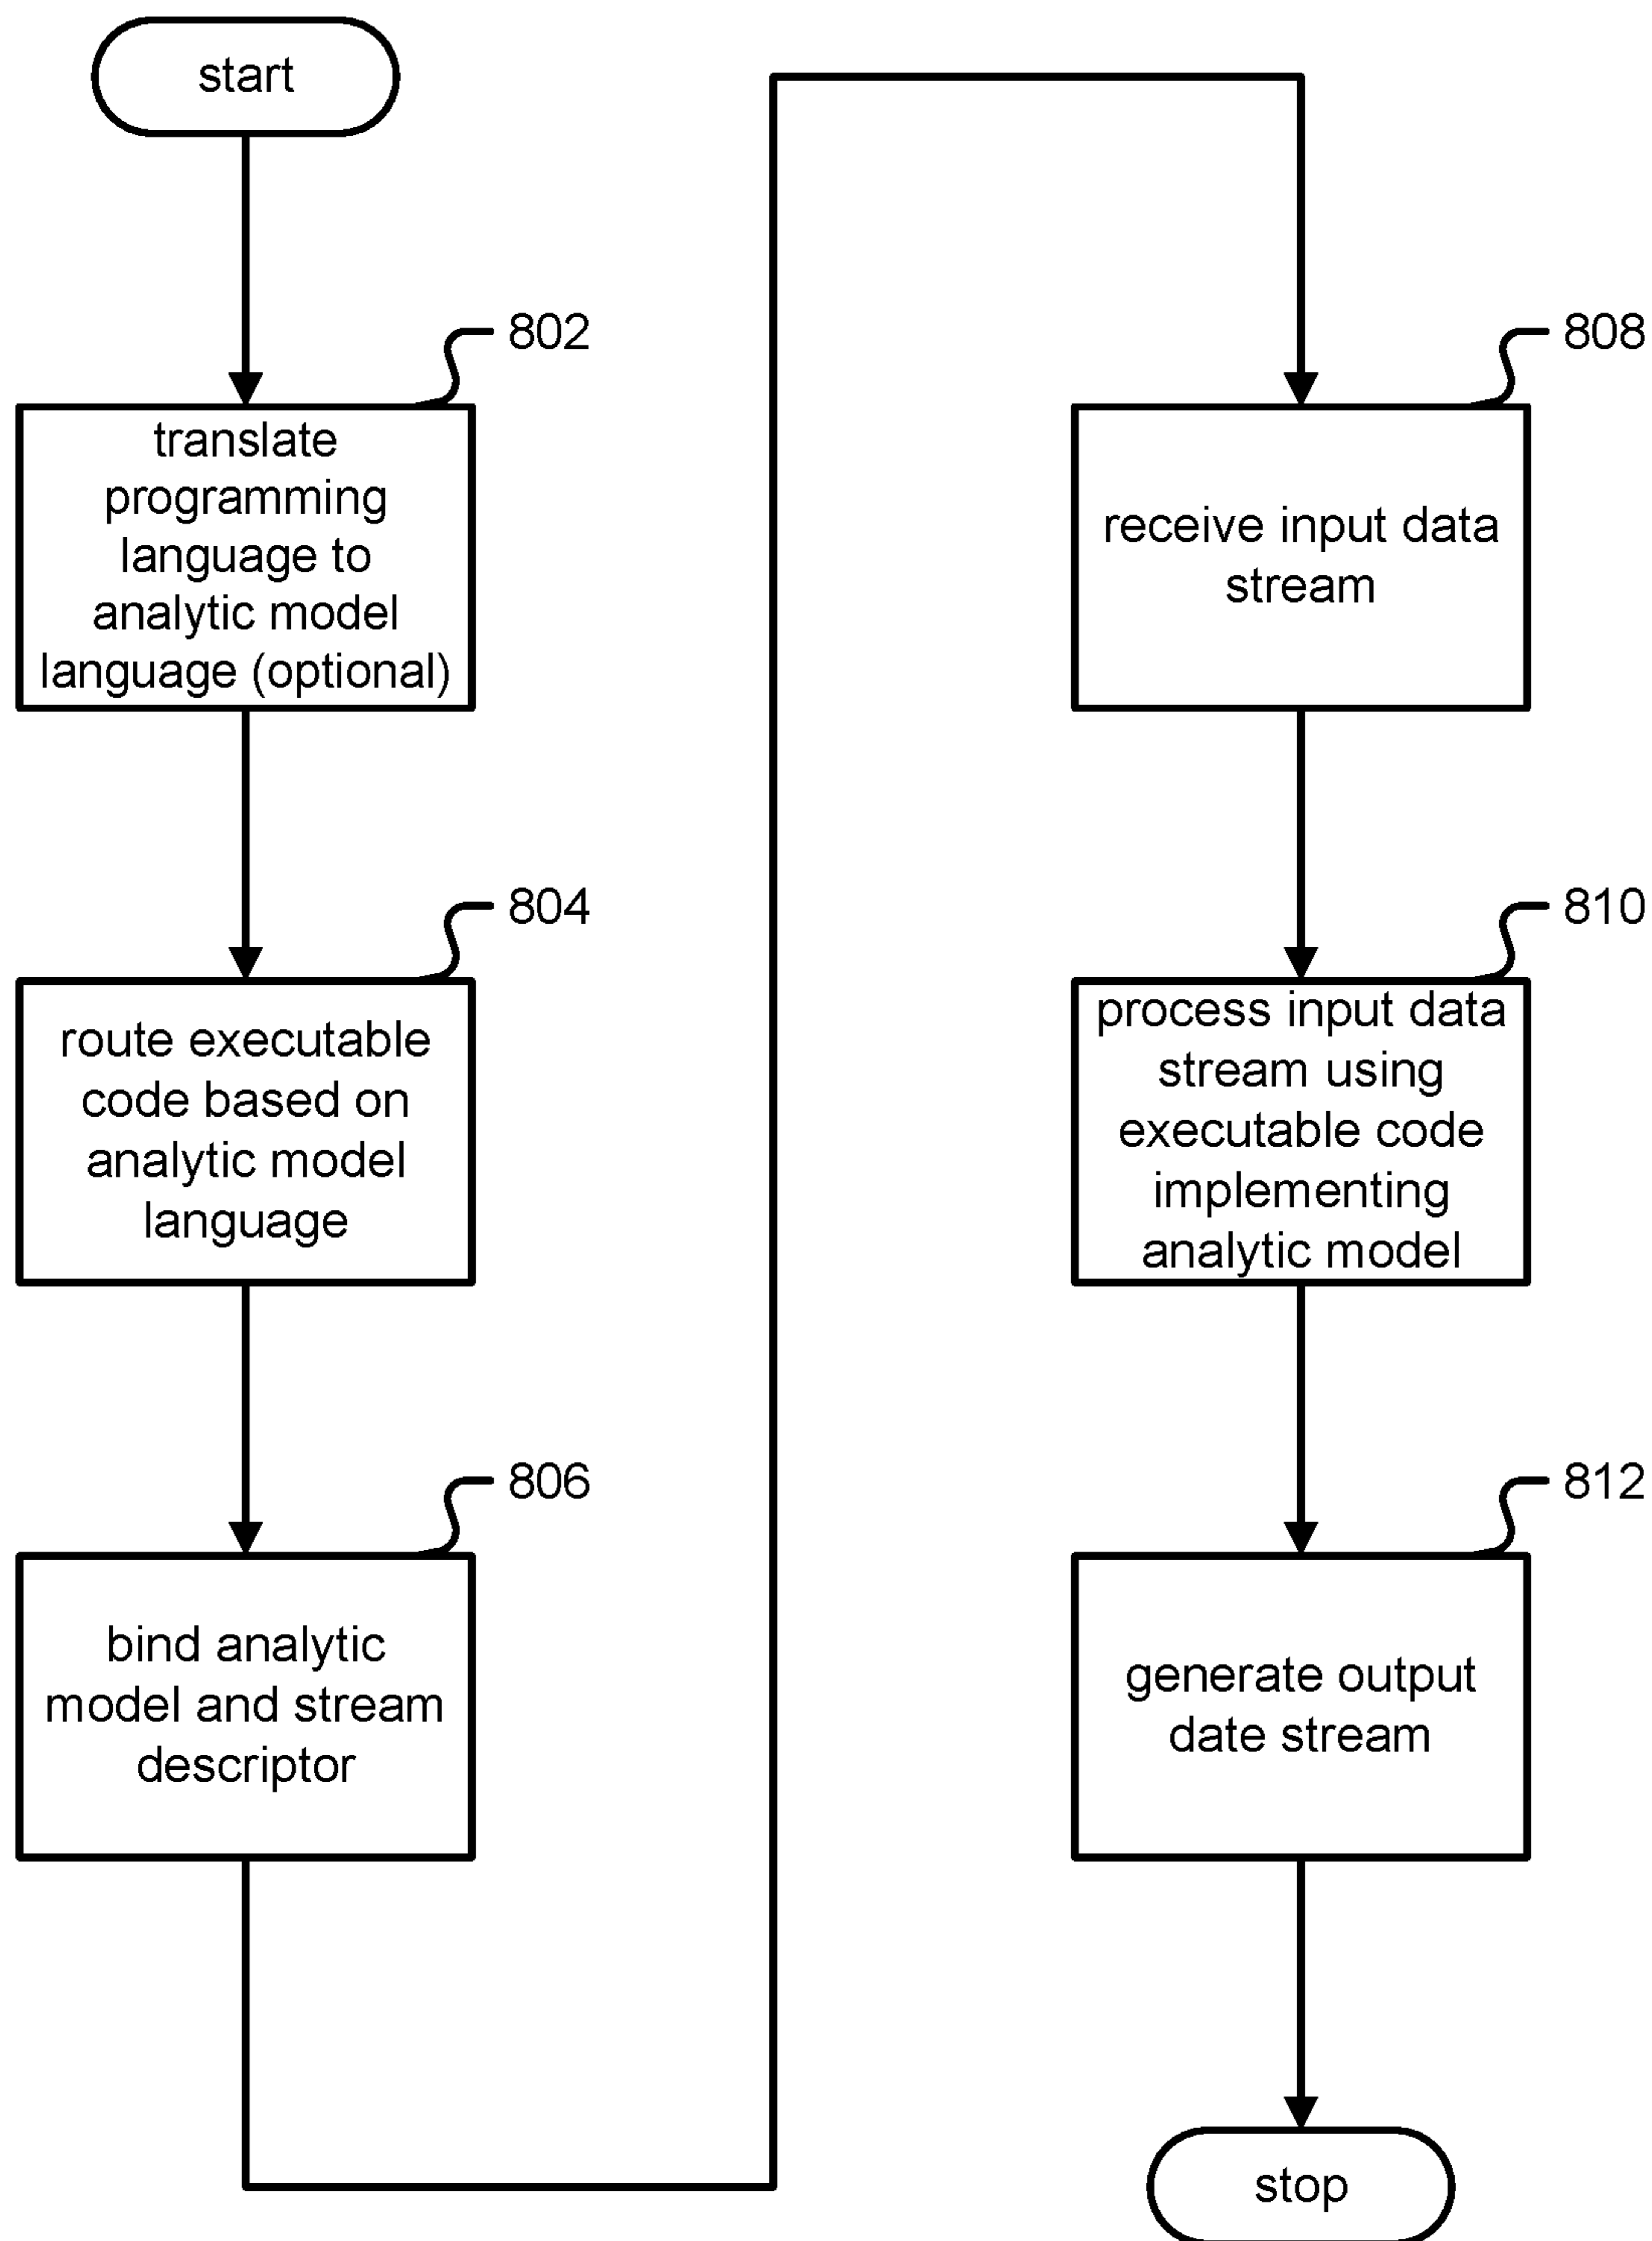 start
802
translate
programming
language to
analytic model
language (optional)
804
route executable
code based on
analytic model
language
806
bind analytic
model and stream
descriptor
808
receive input data
stream
810
process input data
stream using
executable code
implementing
analytic model
812
generate output
date stream
stop